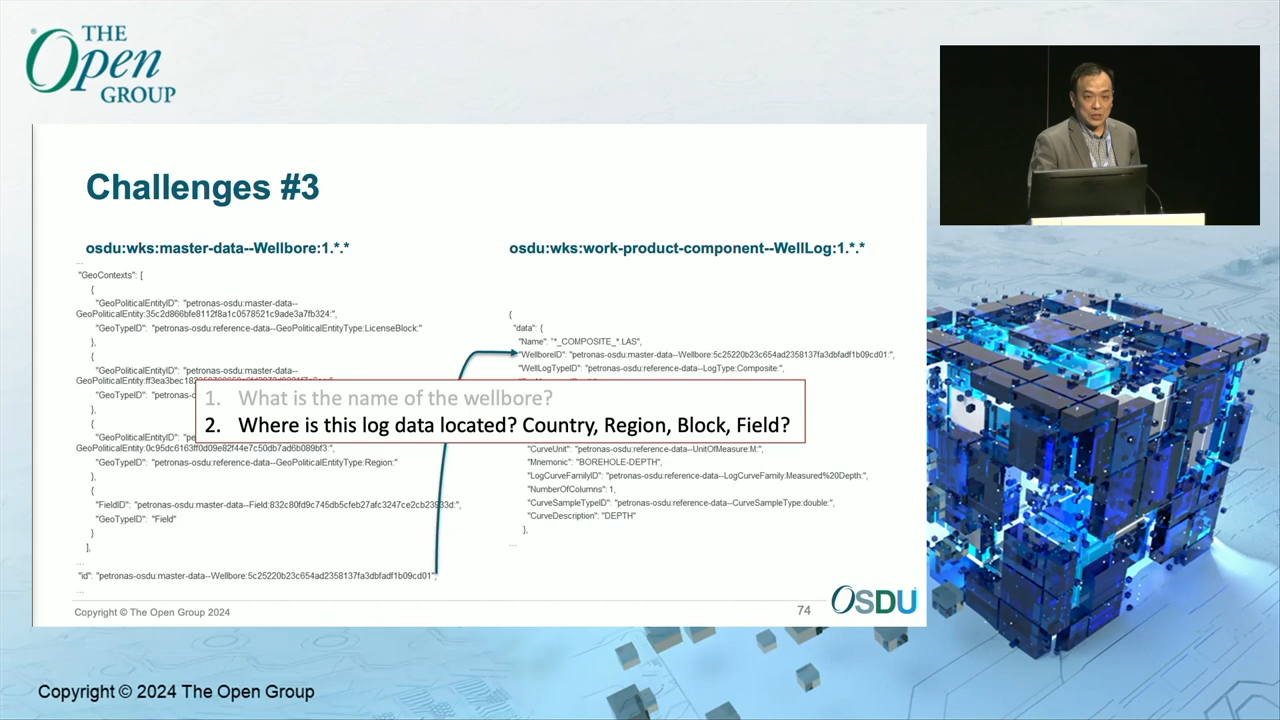 THE
Open
GROUP
Challenges #3
osdu:wks:master-data--Wellbore:1.*.*
...
"GeoContexts": [
{
"GeoPoliticalEntityID": "petronas-osdu:master-data--
GeoPoliticalEntity:35c2d866bfe8112f8a1c0578521c9ade3a7fb324:",
"GeoTypeID": "petronas-osdu:reference-data--GeoPoliticalEntityType:LicenseBlock:"
},
{
"GeoPoliticalEntityID": "petronas-osdu:master-data--
"GeoTypeID": "p
},
{
"GeoPoliticalEntityID": "pe
GeoPoliticalEntity:0c95dc6163ff0d09e82f44e7c50db7ad6b089bf3:",
"GeoTypeID": "petronas-osdu:reference-data--GeoPoliticalEntityType:Region:"
},
{
"FieldID": "petronas-osdu:master-data--Field:832c80fd9c745db5cfeb27afc3247ce2cb23933d:",
"GeoTypeID": "Field"
}
],
...
"id": "petronas-osdu:master-data--Wellbore:5c25220b23c654ad2358137fa3dbfadf1b09cd01",
...
osdu:wks:work-product-component--WellLog:1.*.*
{
"data": {
"Name": "*_COMPOSITE_*.LAS",
"WellboreID": "petronas-osdu:master-data--Wellbore:5c25220b23c654ad2358137fa3dbfadf1b09cd01:",
"WellLogTypeID": "petronas-osdu:reference-data--LogType:Composite:",
1. What is the name of the wellbore?
2. Where is this log data located? Country, Region, Block, Field?
"CurveUnit": "petronas-osdu:reference-data--UnitOfMeasure:M:",
"Mnemonic": "BOREHOLE-DEPTH",
"LogCurveFamilyID": "petronas-osdu:reference-data--LogCurveFamily:Measured%20Depth:",
"NumberOfColumns": 1,
"CurveSampleTypeID": "petronas-osdu:reference-data--CurveSampleType:double:",
"CurveDescription": "DEPTH"
},
...
Copyright © The Open Group 2024
74
OSDU
Copyright © 2024 The Open Group